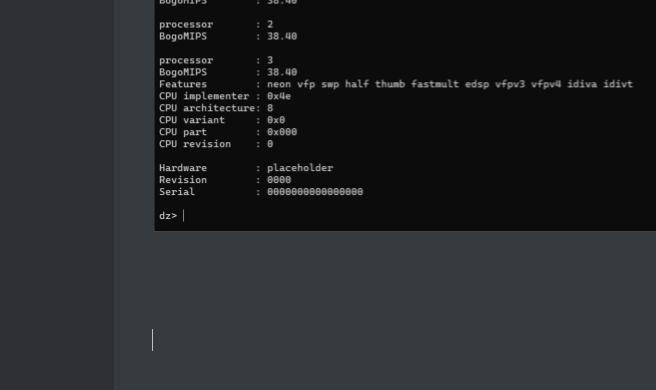 BogoMIPS : 38.40
processor : 2
BogoMIPS : 38.40
processor : 3
BogoMIPS : 38.40
Features : neon vfp swp half thumb fastmult edsp vfpv3 vfpv4 idiva idivt
CPU implementer : 0x4e
CPU architecture: 8
CPU variant : 0x0
CPU part : 0x000
CPU revision : 0
Hardware : placeholder
Revision : 0000
Serial : 0000000000000000
dz>